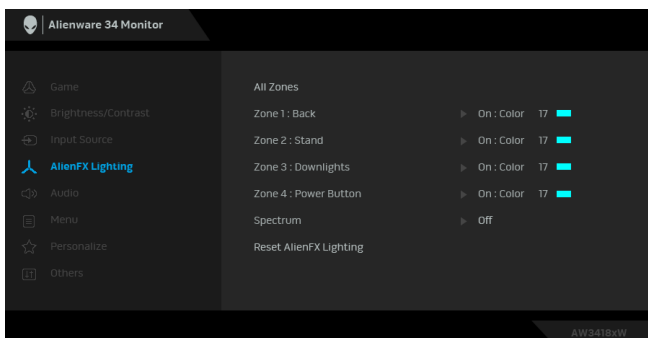 Alienware 34 Monitor
Game
Brightness/Contrast
Input Source
AlienFX Lighting
Audio
Menu
Personalize
Others
All Zones
Zone 1 : Back On : Color 17
Zone 2 : Stand On : Color 17
Zone 3 : Downlights On : Color 17
Zone 4 : Power Button On : Color 17
Spectrum Off
Reset AlienFX Lighting
AW3418xW